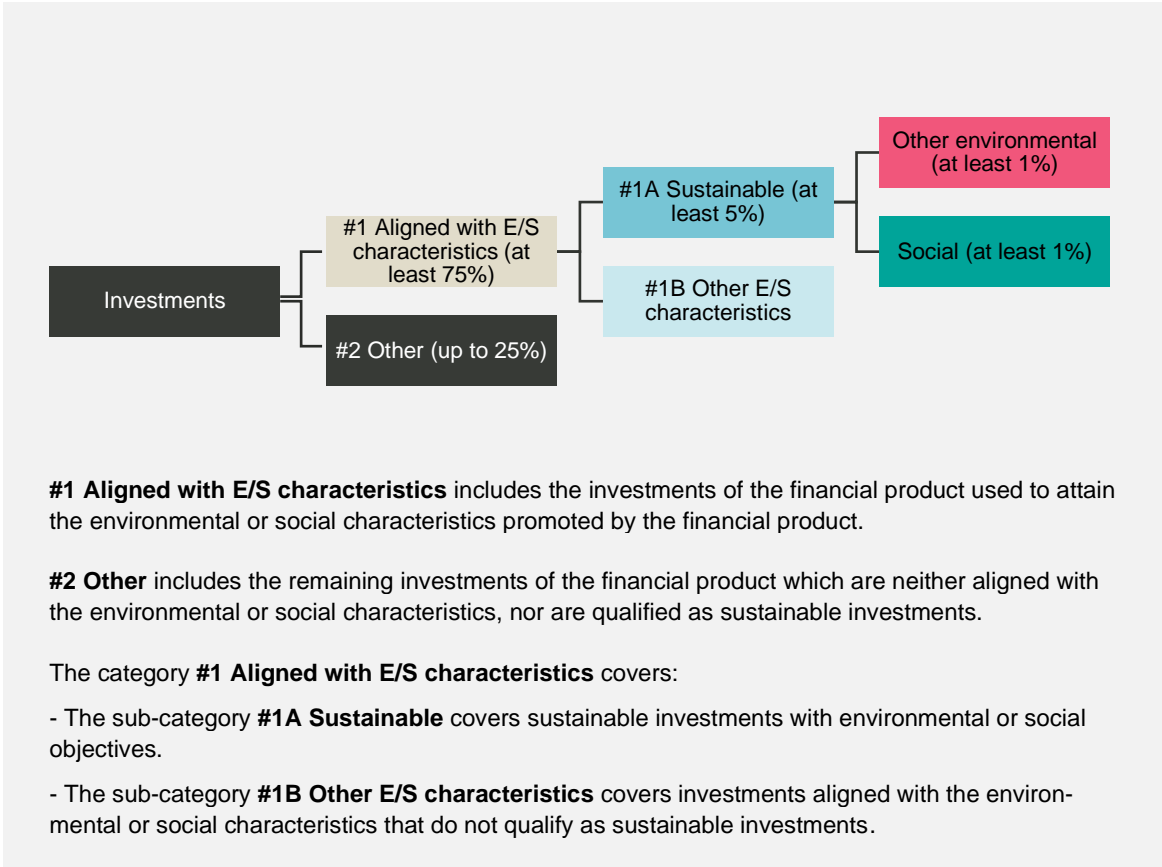 Other environmental
(at least 1%)
#1A Sustainable (at
least 5%)
#1 Aligned with E/S
characteristics (at
least 75%)
Social (at least 1%)
Investments
#1B Other E/S
characteristics
#2 Other (up to 25%)
#1 Aligned with E/S characteristics includes the investments of the financial product used to attain
the environmental or social characteristics promoted by the financial product.
#2 Other includes the remaining investments of the financial product which are neither aligned with
the environmental or social characteristics, nor are qualified as sustainable investments.
The category #1 Aligned with E/S characteristics covers:
- The sub-category #1A Sustainable covers sustainable investments with environmental or social
objectives.
- The sub-category #1B Other E/S characteristics covers investments aligned with the environ-
mental or social characteristics that do not qualify as sustainable investments.